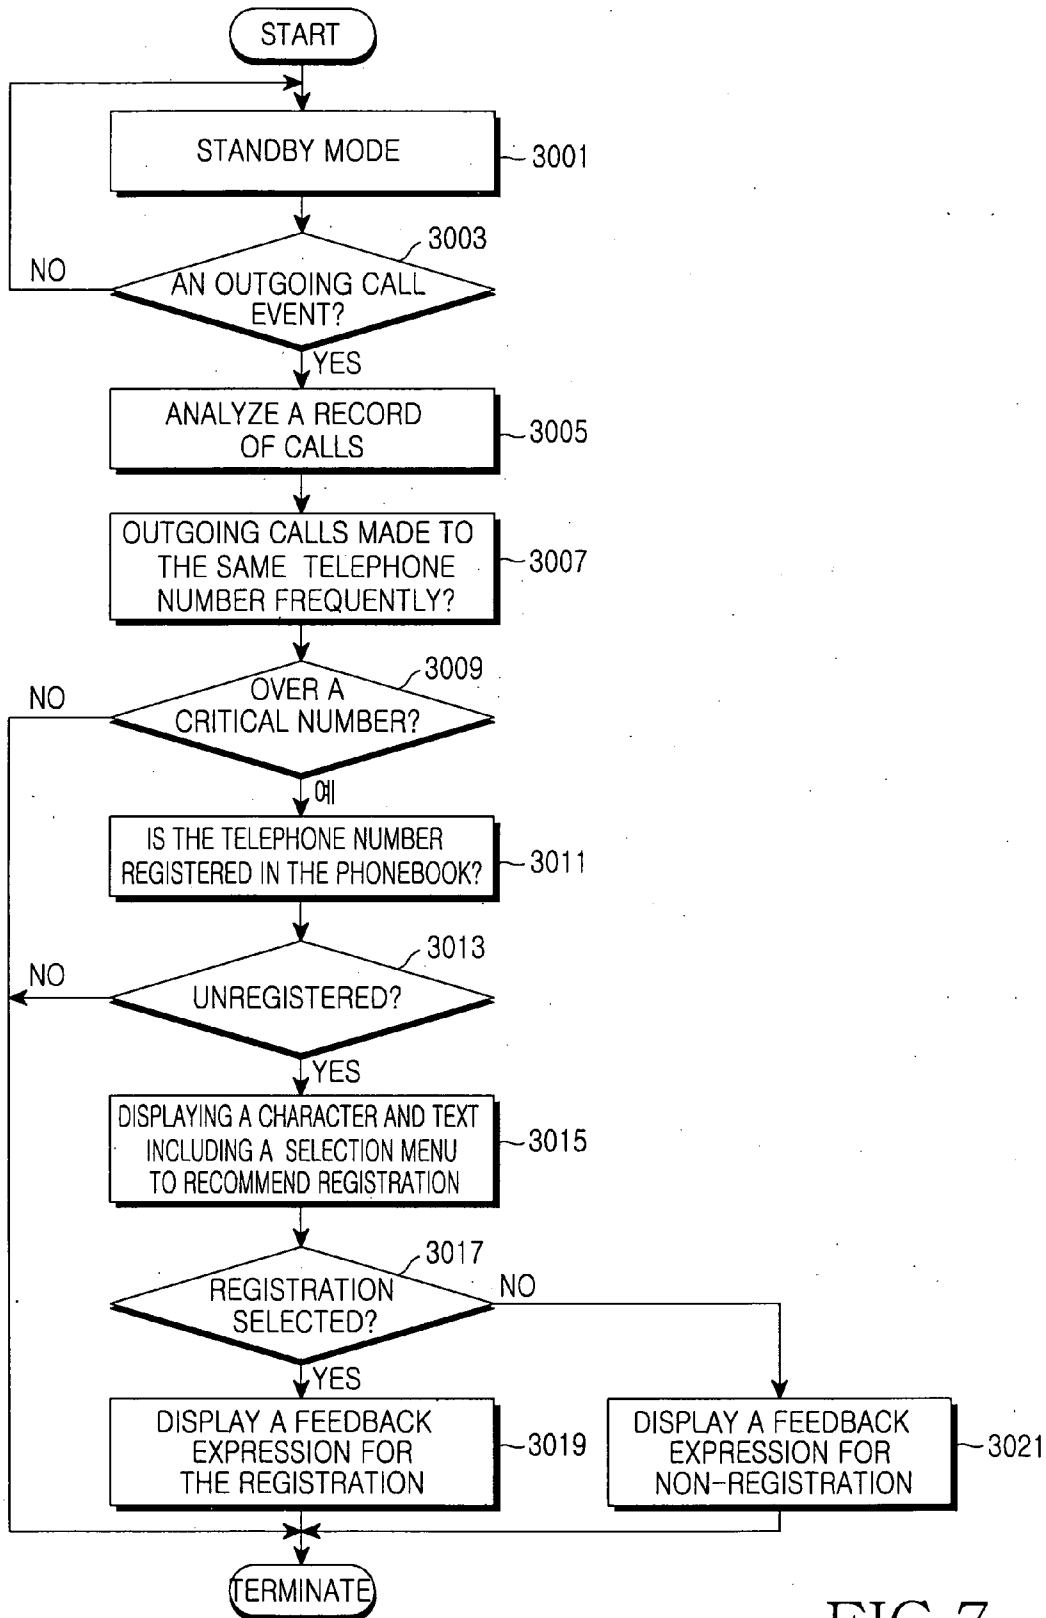 START
STANDBY MODE
3001
3003
NO
AN OUTGOING CALL
EVENT?
YES
ANALYZE A RECORD
OF CALLS
3005
OUTGOING CALLS MADE TO
THE SAME TELEPHONE
NUMBER FREQUENTLY?
3007
3009
NO
OVER A
CRITICAL NUMBER?
예
IS THE TELEPHONE NUMBER
REGISTERED IN THE PHONEBOOK?
3011
3013
NO
UNREGISTERED?
YES
DISPLAYING A CHARACTER AND TEXT
INCLUDING A SELECTION MENU
TO RECOMMEND REGISTRATION
3015
3017
NO
REGISTRATION
SELECTED?
YES
DISPLAY A FEEDBACK
EXPRESSION FOR
THE REGISTRATION
3019
DISPLAY A FEEDBACK
EXPRESSION FOR
NON-REGISTRATION
3021
TERMINATE
FIG. 7